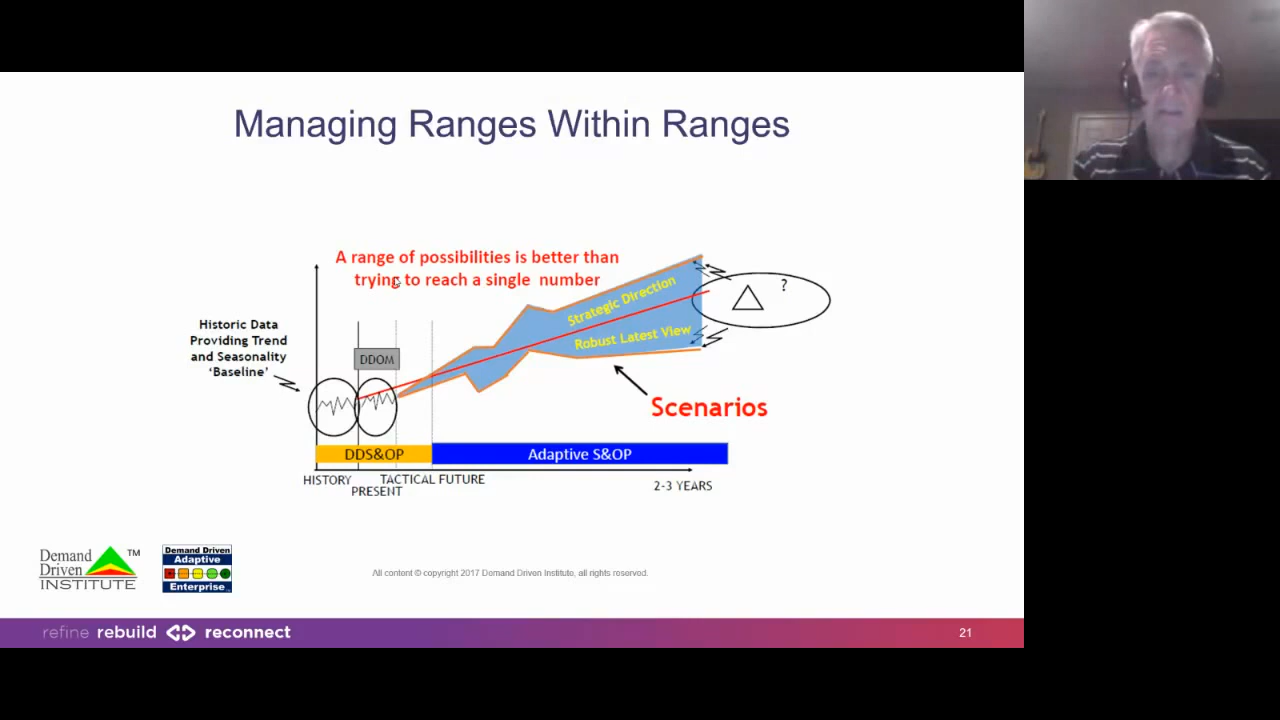 Managing Ranges Within Ranges
A range of possibilities is better than
trying to reach a single number
Strategic Direction
Robust Latest View
?
Historic Data
Providing Trend
and Seasonality
‘Baseline’
DDOM
Scenarios
DDS&OP
Adaptive S&OP
HISTORY
PRESENT
TACTICAL FUTURE
2-3 YEARS
Demand
Driven
INSTITUTE
TM
Demand Driven
Adaptive
Enterprise
All content © copyright 2017 Demand Driven Institute, all rights reserved.
refine rebuild reconnect
21